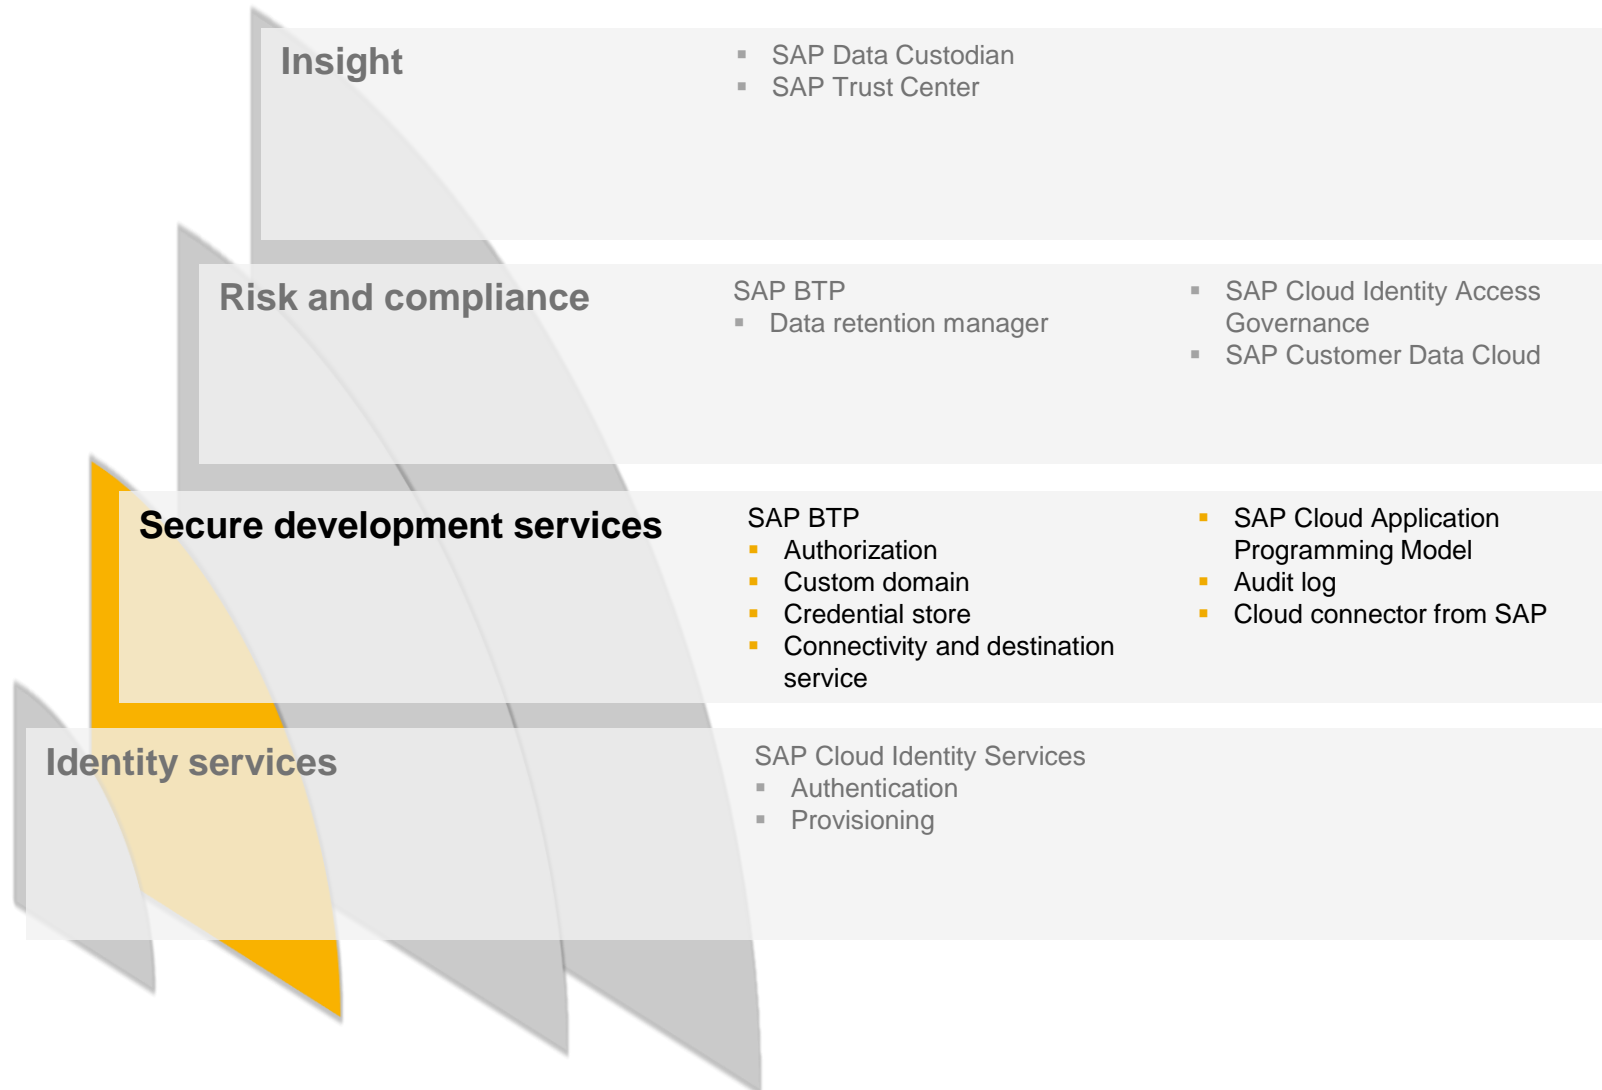 Insight
▪ SAP Data Custodian
▪ SAP Trust Center
Risk and compliance
SAP BTP
▪ Data retention manager
▪ SAP Cloud Identity Access
Governance
▪ SAP Customer Data Cloud
Secure development services
SAP BTP
▪ Authorization
▪ Custom domain
▪ Credential store
▪ Connectivity and destination
service
▪ SAP Cloud Application
Programming Model
▪ Audit log
▪ Cloud connector from SAP
Identity services
SAP Cloud Identity Services
▪ Authentication
▪ Provisioning